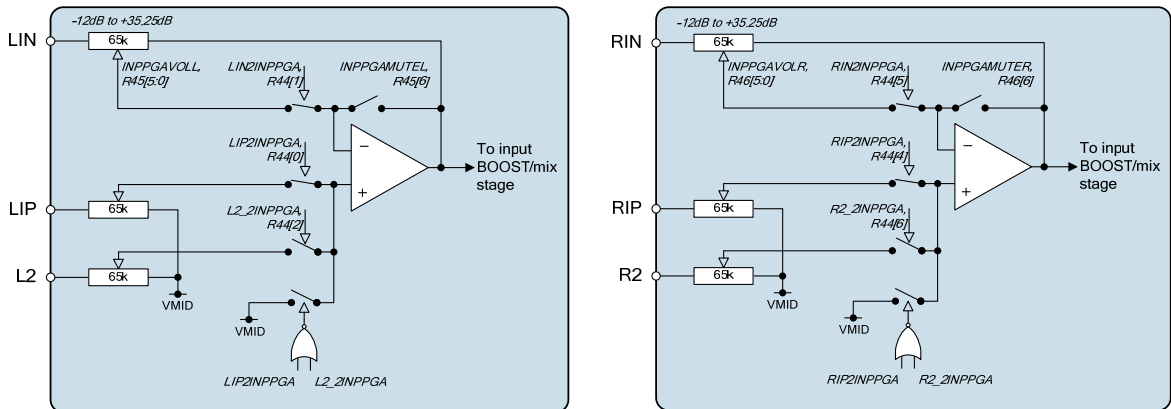 -12dB to +35.25dB
LIN
65k
INPPGAVOLL,
R45[5:0]
LIN2INPPGA,
R44[1]
INPPGAMUTEL,
R45[6]
LIP2INPPGA,
R44[0]
−
+
To input
BOOST/mix
stage
LIP
65k
L2_2INPPGA,
R44[2]
L2
65k
VMID
VMID
LIP2INPPGA
L2_2INPPGA
-12dB to +35.25dB
RIN
65k
INPPGAVOLR,
R46[5:0]
RIN2INPPGA,
R44[5]
INPPGAMUTER,
R46[6]
RIP2INPPGA,
R44[4]
−
+
To input
BOOST/mix
stage
RIP
65k
R2_2INPPGA,
R44[6]
R2
65k
VMID
VMID
RIP2INPPGA
R2_2INPPGA